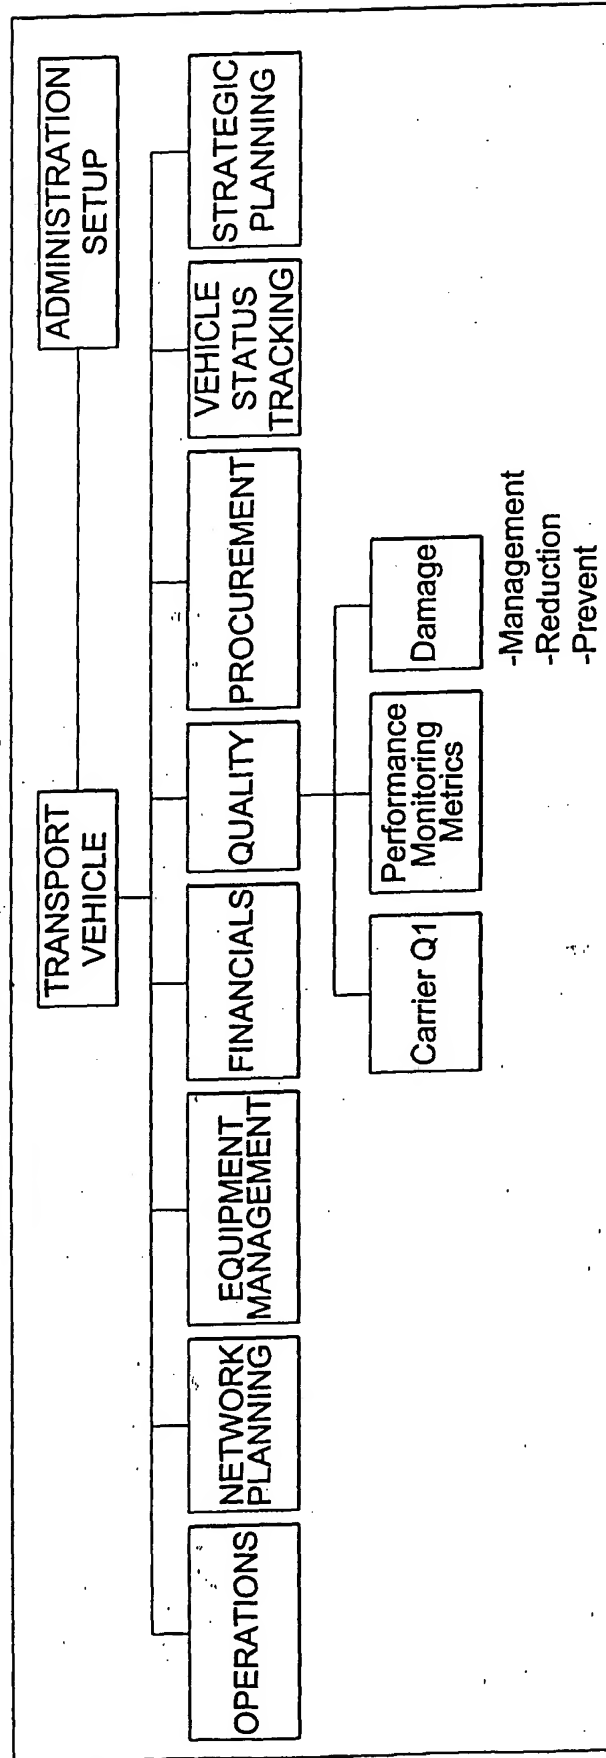 TRANSPORT
VEHICLE
ADMINISTRATION
SETUP
OPERATIONS
NETWORK
PLANNING
EQUIPMENT
MANAGEMENT
FINANCIALS
QUALITY
PROCUREMENT
VEHICLE
STATUS
TRACKING
STRATEGIC
PLANNING
Carrier Q1
Performance
Monitoring
Metrics
Damage
-Management
-Reduction
-Prevent